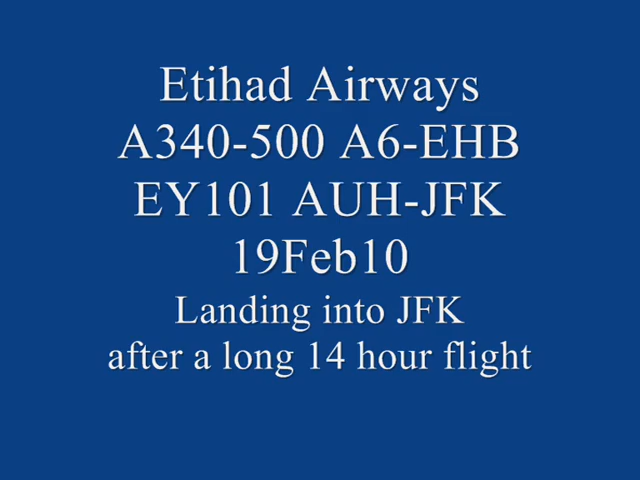 Etihad Airways
A340-500 A6-EHB
EY101 AUH-JFK
19Feb10
Landing into JFK
after a long 14 hour flight